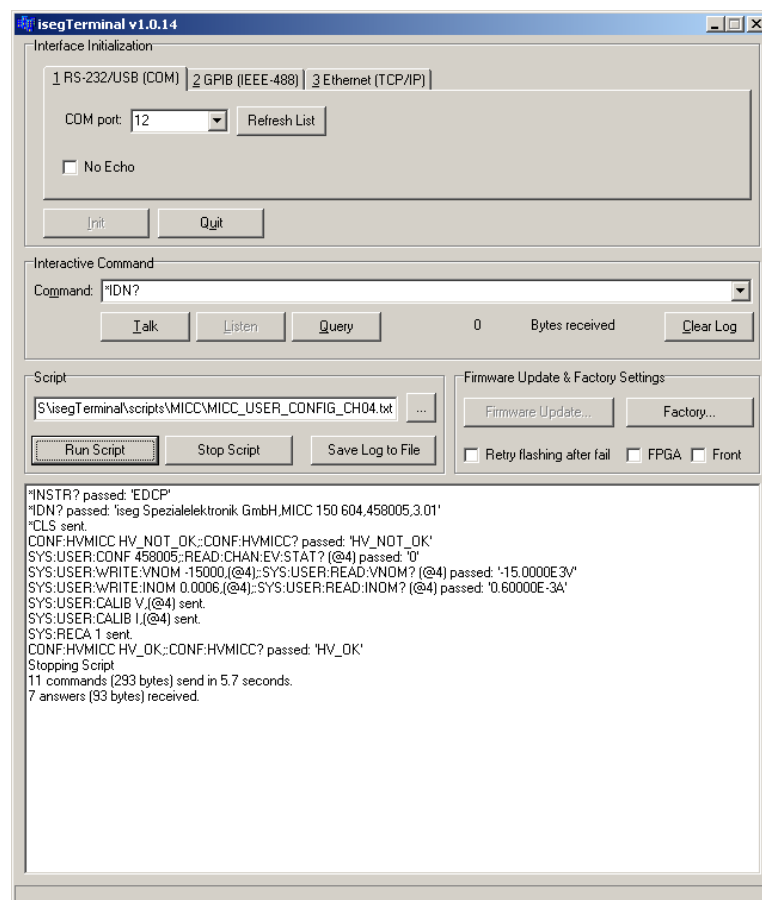 isegTerminal v1.0.14
Interface Initialization
1 RS-232/USB (COM) 2 GPIB (IEEE-488) 3 Ethernet (TCP/IP)
COM port: 12 Refresh List
No Echo
Init Quit
Interactive Command
Command: *IDN?
Talk Listen Query 0 Bytes received Clear Log
Script Firmware Update & Factory Settings
S\isegTerminal\scripts\MICC\MICC_USER_CONFIG_CH04.txt ... Firmware Update... Factory...
Run Script Stop Script Save Log to File Retry flashing after fail FPGA Front
*INSTR? passed: 'EDCP'
*IDN? passed: 'iseg Spezialelektronik GmbH,MICC 150 604,458005,3.01'
*CLS sent.
CONF:HVMICC HV_NOT_OK;:CONF:HVMICC? passed: 'HV_NOT_OK'
SYS:USER:CONF 458005;:READ:CHAN:EV:STAT? (@4) passed: '0'
SYS:USER:WRITE:VNOM -15000,(@4);:SYS:USER:READ:VNOM? (@4) passed: '-15.0000E3V'
SYS:USER:WRITE:INOM 0.0006,(@4);:SYS:USER:READ:INOM? (@4) passed: '0.60000E-3A'
SYS:USER:CALIB V,(@4) sent.
SYS:USER:CALIB I,(@4) sent.
SYS:RECA 1 sent.
CONF:HVMICC HV_OK;:CONF:HVMICC? passed: 'HV_OK'
Stopping Script
11 commands (293 bytes) send in 5.7 seconds.
7 answers (93 bytes) received.